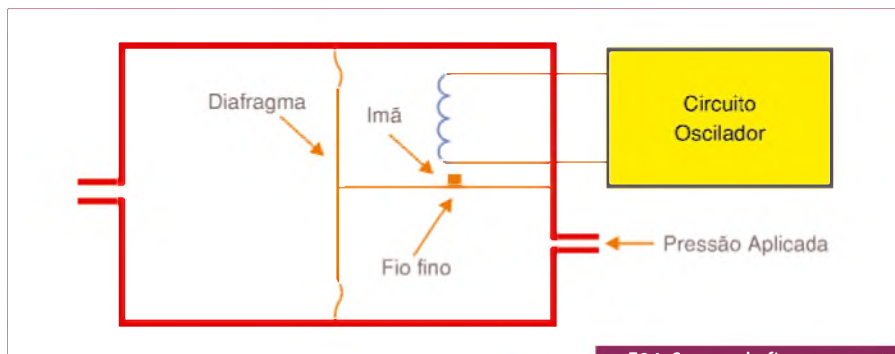 Diafragma
Imã
Circuito
Oscilador
Fio fino
Pressão Aplicada